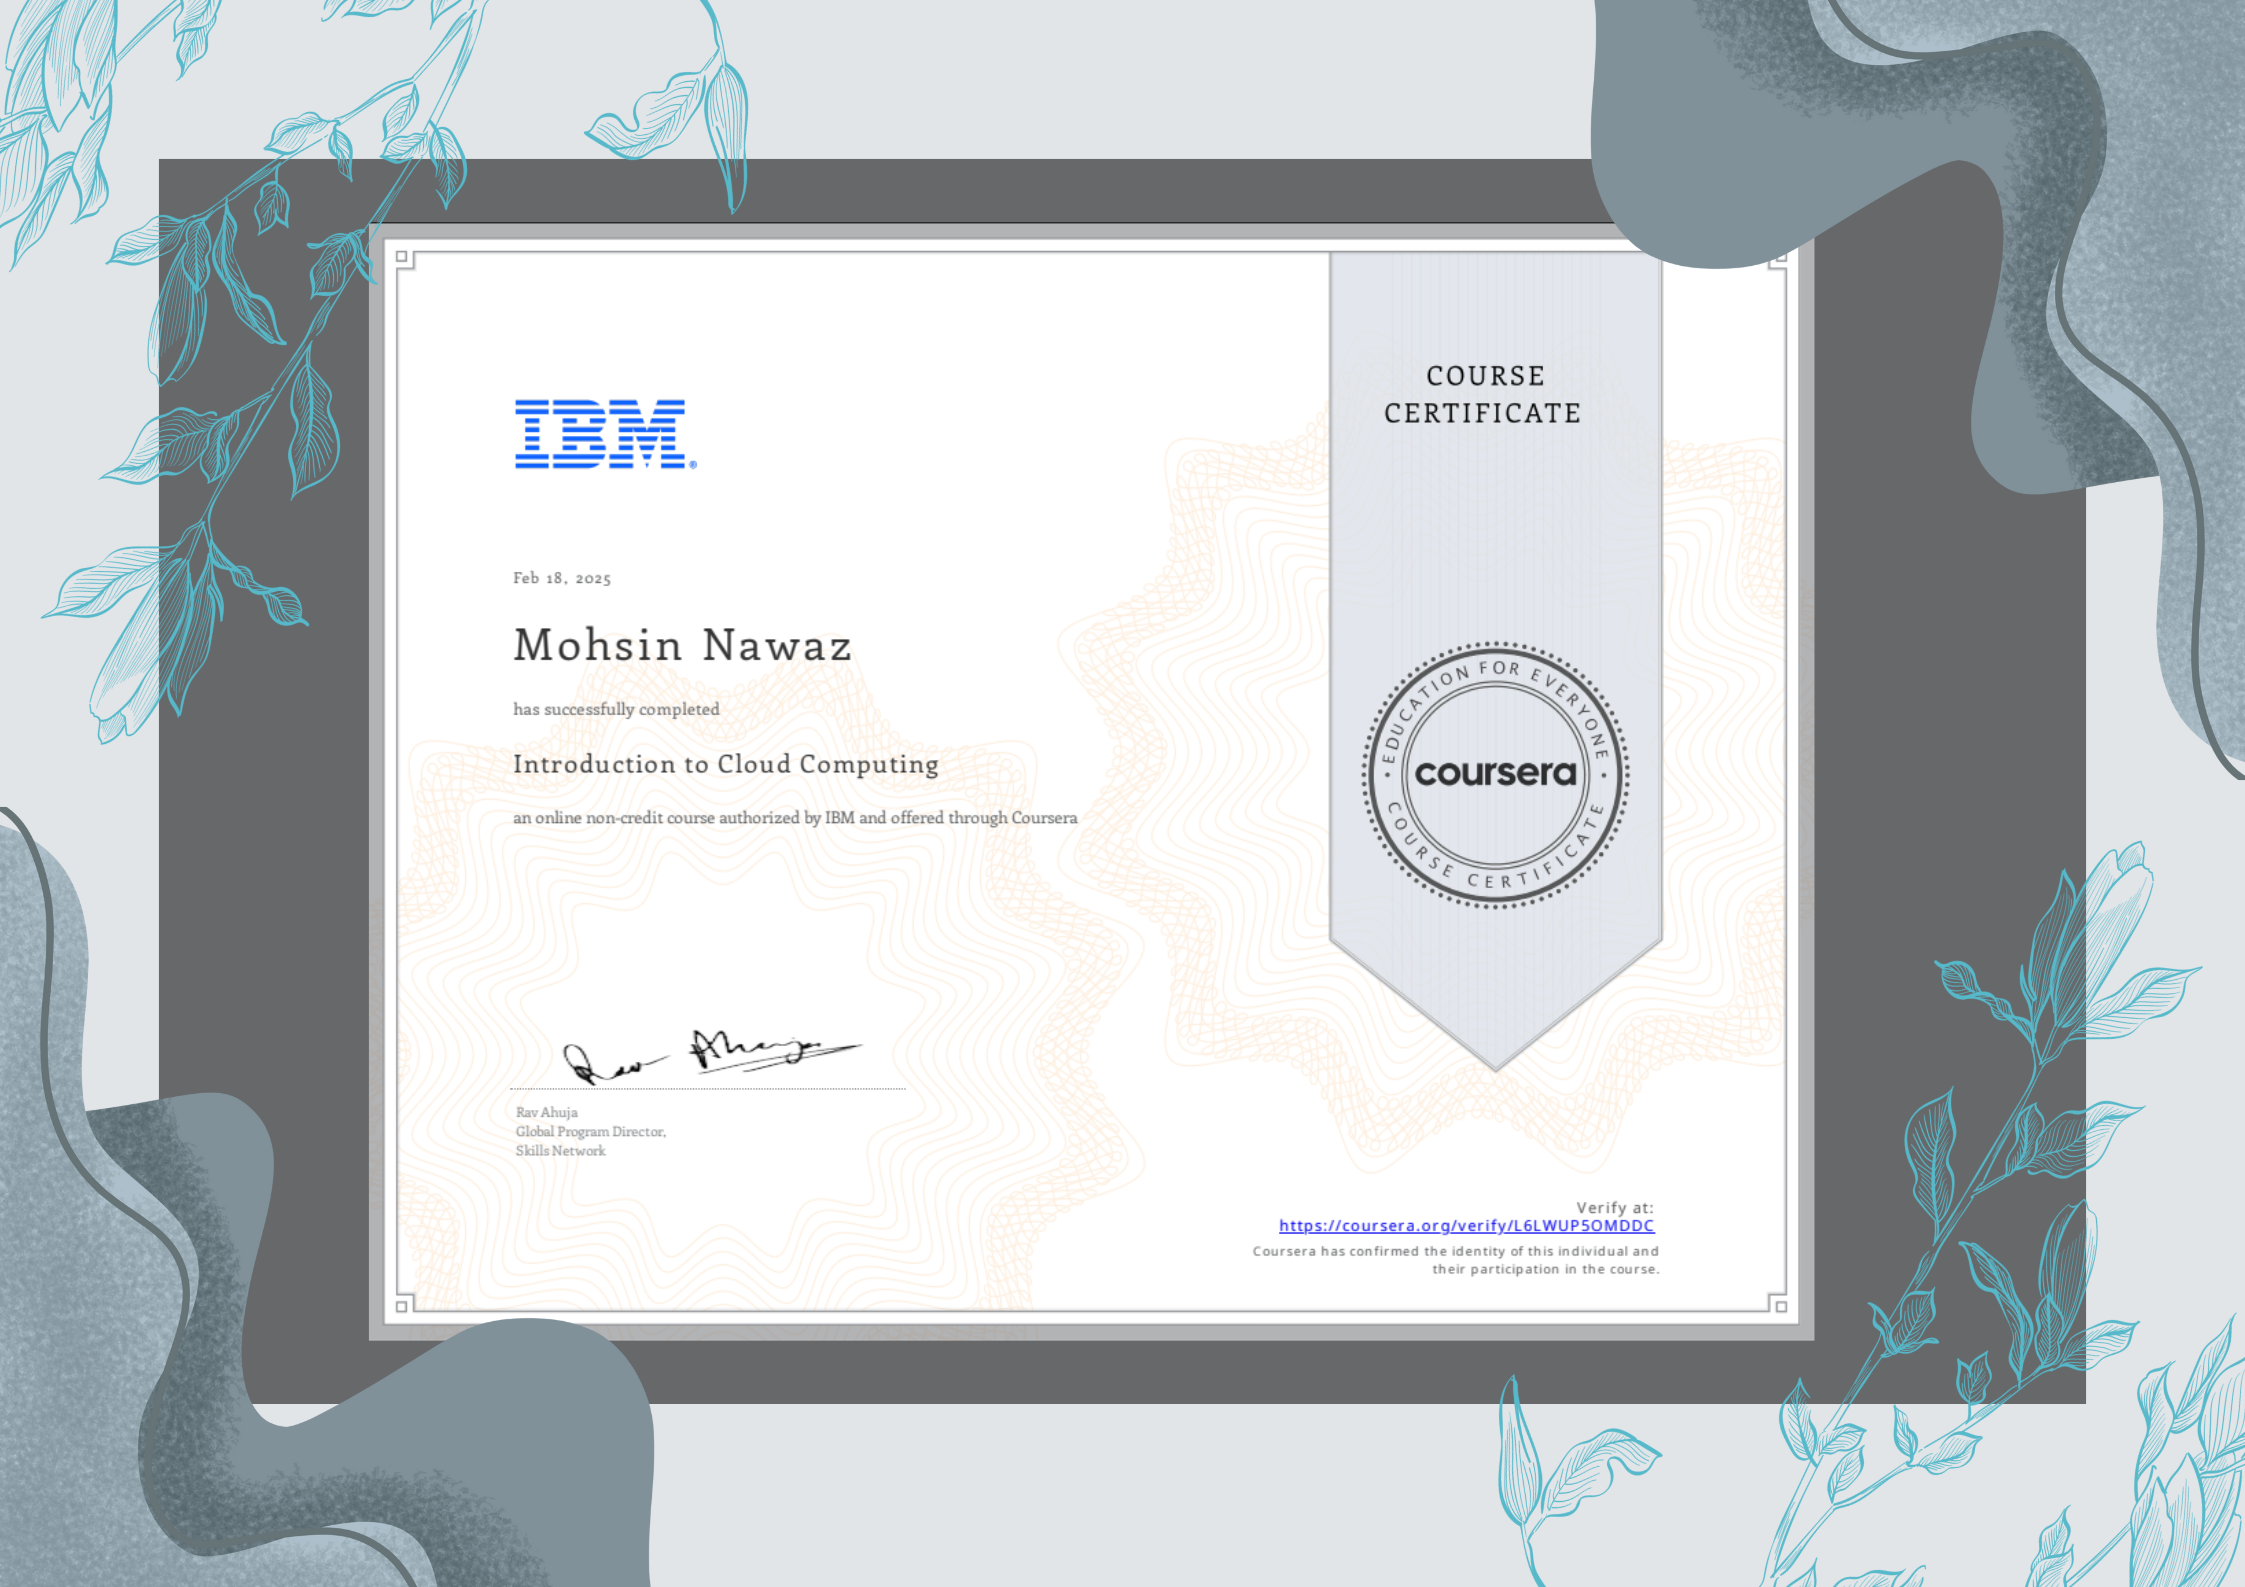 IBM®
COURSE
CERTIFICATE
Feb 18, 2025
Mohsin Nawaz
has successfully completed
Introduction to Cloud Computing
an online non-credit course authorized by IBM and offered through Coursera
EDUCATION FOR EVERYONE
coursera
COURSE CERTIFICATE
Rav Ahuja
Rav Ahuja
Global Program Director,
Skills Network
Verify at:
https://coursera.org/verify/L6LWUP5OMDDC
Coursera has confirmed the identity of this individual and
their participation in the course.